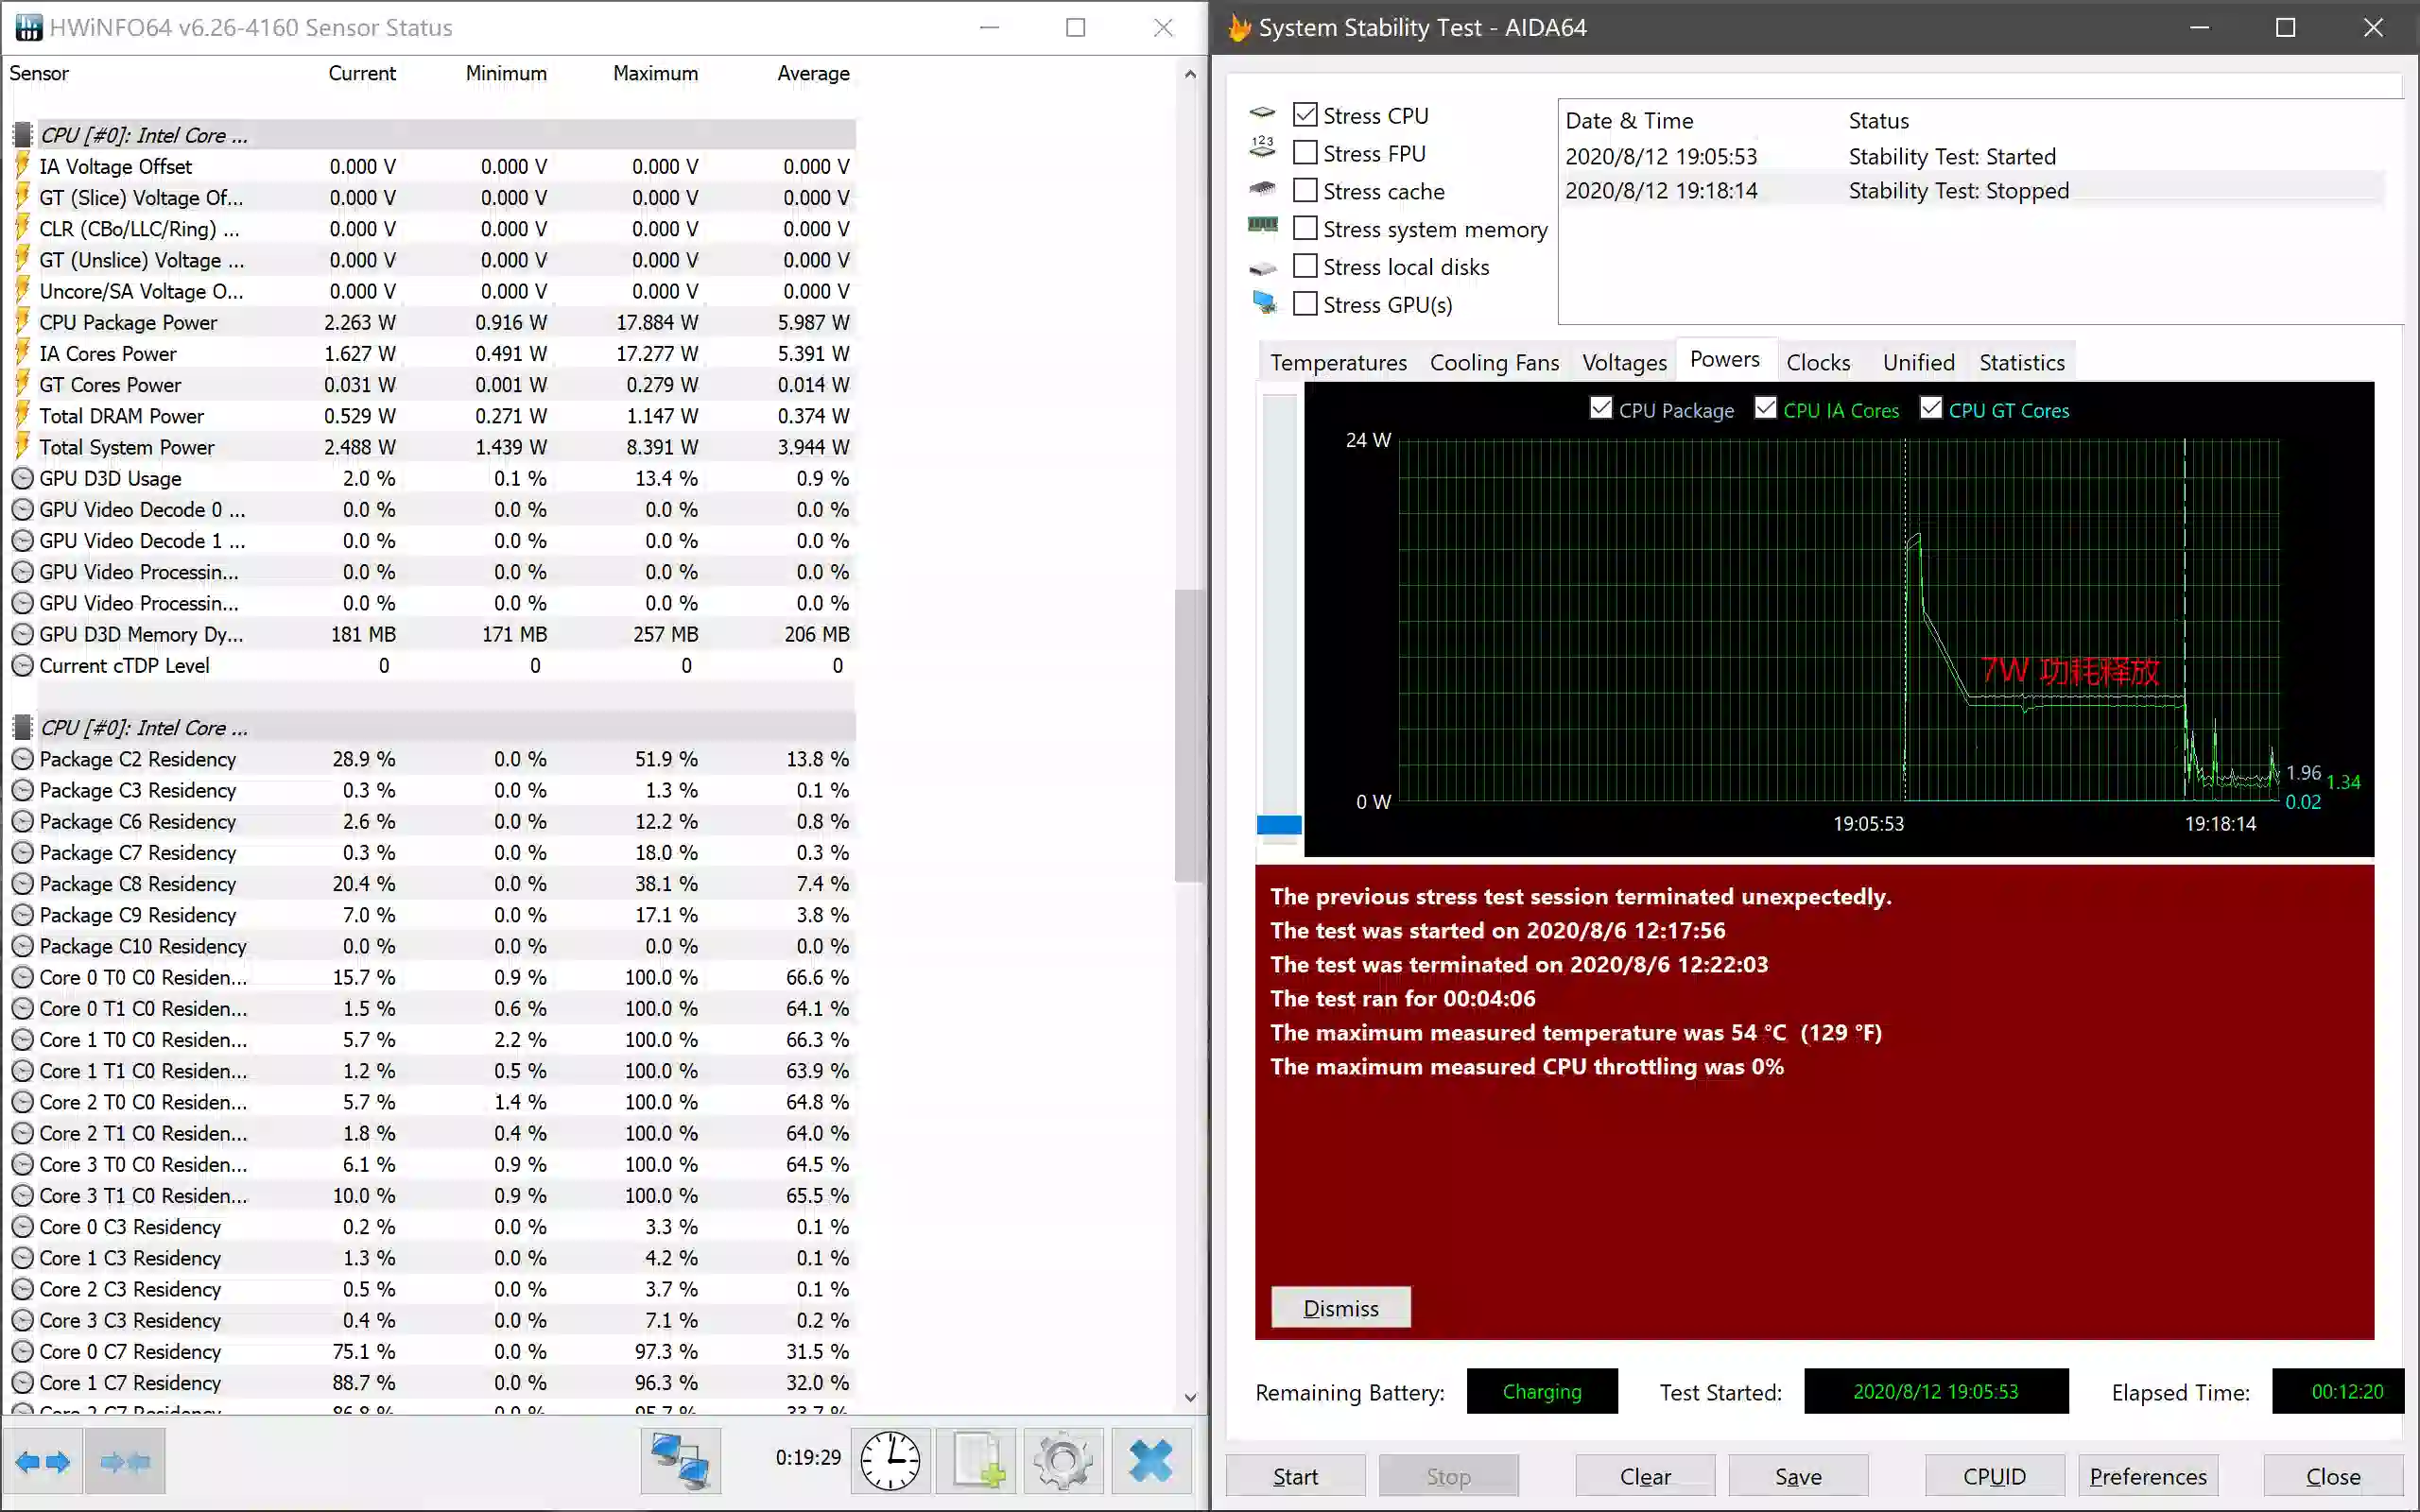 HWiNFO64 v6.26-4160 Sensor Status
Sensor Current Minimum Maximum Average
CPU [#0]: Intel Core ...
IA Voltage Offset 0.000 V 0.000 V 0.000 V 0.000 V
GT (Slice) Voltage Of... 0.000 V 0.000 V 0.000 V 0.000 V
CLR (CBo/LLC/Ring) ... 0.000 V 0.000 V 0.000 V 0.000 V
GT (Unslice) Voltage ... 0.000 V 0.000 V 0.000 V 0.000 V
Uncore/SA Voltage O... 0.000 V 0.000 V 0.000 V 0.000 V
CPU Package Power 2.263 W 0.916 W 17.884 W 5.987 W
IA Cores Power 1.627 W 0.491 W 17.277 W 5.391 W
GT Cores Power 0.031 W 0.001 W 0.279 W 0.014 W
Total DRAM Power 0.529 W 0.271 W 1.147 W 0.374 W
Total System Power 2.488 W 1.439 W 8.391 W 3.944 W
GPU D3D Usage 2.0 % 0.1 % 13.4 % 0.9 %
GPU Video Decode 0 ... 0.0 % 0.0 % 0.0 % 0.0 %
GPU Video Decode 1 ... 0.0 % 0.0 % 0.0 % 0.0 %
GPU Video Processin... 0.0 % 0.0 % 0.0 % 0.0 %
GPU Video Processin... 0.0 % 0.0 % 0.0 % 0.0 %
GPU D3D Memory Dy... 181 MB 171 MB 257 MB 206 MB
Current cTDP Level 0 0 0 0
CPU [#0]: Intel Core ...
Package C2 Residency 28.9 % 0.0 % 51.9 % 13.8 %
Package C3 Residency 0.3 % 0.0 % 1.3 % 0.1 %
Package C6 Residency 2.6 % 0.0 % 12.2 % 0.8 %
Package C7 Residency 0.3 % 0.0 % 18.0 % 0.3 %
Package C8 Residency 20.4 % 0.0 % 38.1 % 7.4 %
Package C9 Residency 7.0 % 0.0 % 17.1 % 3.8 %
Package C10 Residency 0.0 % 0.0 % 0.0 % 0.0 %
Core 0 T0 C0 Residen... 15.7 % 0.9 % 100.0 % 66.6 %
Core 0 T1 C0 Residen... 1.5 % 0.6 % 100.0 % 64.1 %
Core 1 T0 C0 Residen... 5.7 % 2.2 % 100.0 % 66.3 %
Core 1 T1 C0 Residen... 1.2 % 0.5 % 100.0 % 63.9 %
Core 2 T0 C0 Residen... 5.7 % 1.4 % 100.0 % 64.8 %
Core 2 T1 C0 Residen... 1.8 % 0.4 % 100.0 % 64.0 %
Core 3 T0 C0 Residen... 6.1 % 0.9 % 100.0 % 64.5 %
Core 3 T1 C0 Residen... 10.0 % 0.9 % 100.0 % 65.5 %
Core 0 C3 Residency 0.2 % 0.0 % 3.3 % 0.1 %
Core 1 C3 Residency 1.3 % 0.0 % 4.2 % 0.1 %
Core 2 C3 Residency 0.5 % 0.0 % 3.7 % 0.1 %
Core 3 C3 Residency 0.4 % 0.0 % 7.1 % 0.2 %
Core 0 C7 Residency 75.1 % 0.0 % 97.3 % 31.5 %
Core 1 C7 Residency 88.7 % 0.0 % 96.3 % 32.0 %
Core 2 C7 Residency 86.8 % 0.0 % 95.7 % 33.7 %
0:19:29
System Stability Test - AIDA64
Stress CPU
Stress FPU
Stress cache
Stress system memory
Stress local disks
Stress GPU(s)
Date & Time Status
2020/8/12 19:05:53 Stability Test: Started
2020/8/12 19:18:14 Stability Test: Stopped
Temperatures Cooling Fans Voltages Powers Clocks Unified Statistics
CPU Package CPU IA Cores CPU GT Cores
24 W
7W 功耗释放
1.96 1.34
0 W 0.02
19:05:53 19:18:14
The previous stress test session terminated unexpectedly.
The test was started on 2020/8/6 12:17:56
The test was terminated on 2020/8/6 12:22:03
The test ran for 00:04:06
The maximum measured temperature was 54 °C (129 °F)
The maximum measured CPU throttling was 0%
Dismiss
Remaining Battery: Charging Test Started: 2020/8/12 19:05:53 Elapsed Time: 00:12:20
Start Stop Clear Save CPUID Preferences Close